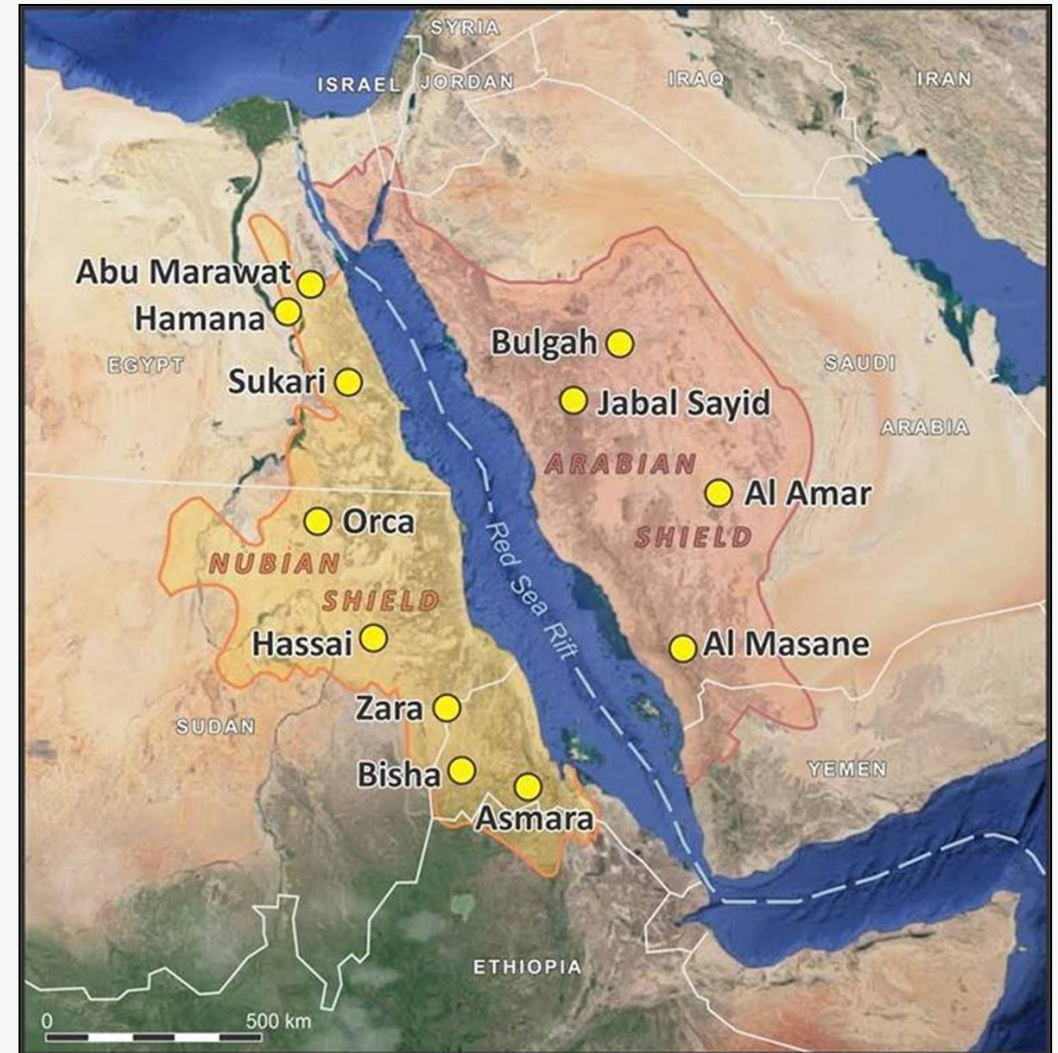 SYRIA
ISRAEL
JORDAN
IRAQ
IRAN
Abu Marawat
Hamana
EGYPT
Sukari
Bulgah
Jabal Sayid
SAUDI
ARABIA
ARABIAN
SHIELD
Al Amar
Orca
NUBIAN
SHIELD
Red Sea Rift
Hassai
Al Masane
Zara
SUDAN
Bisha
YEMEN
Asmara
ETHIOPIA
0 500 km